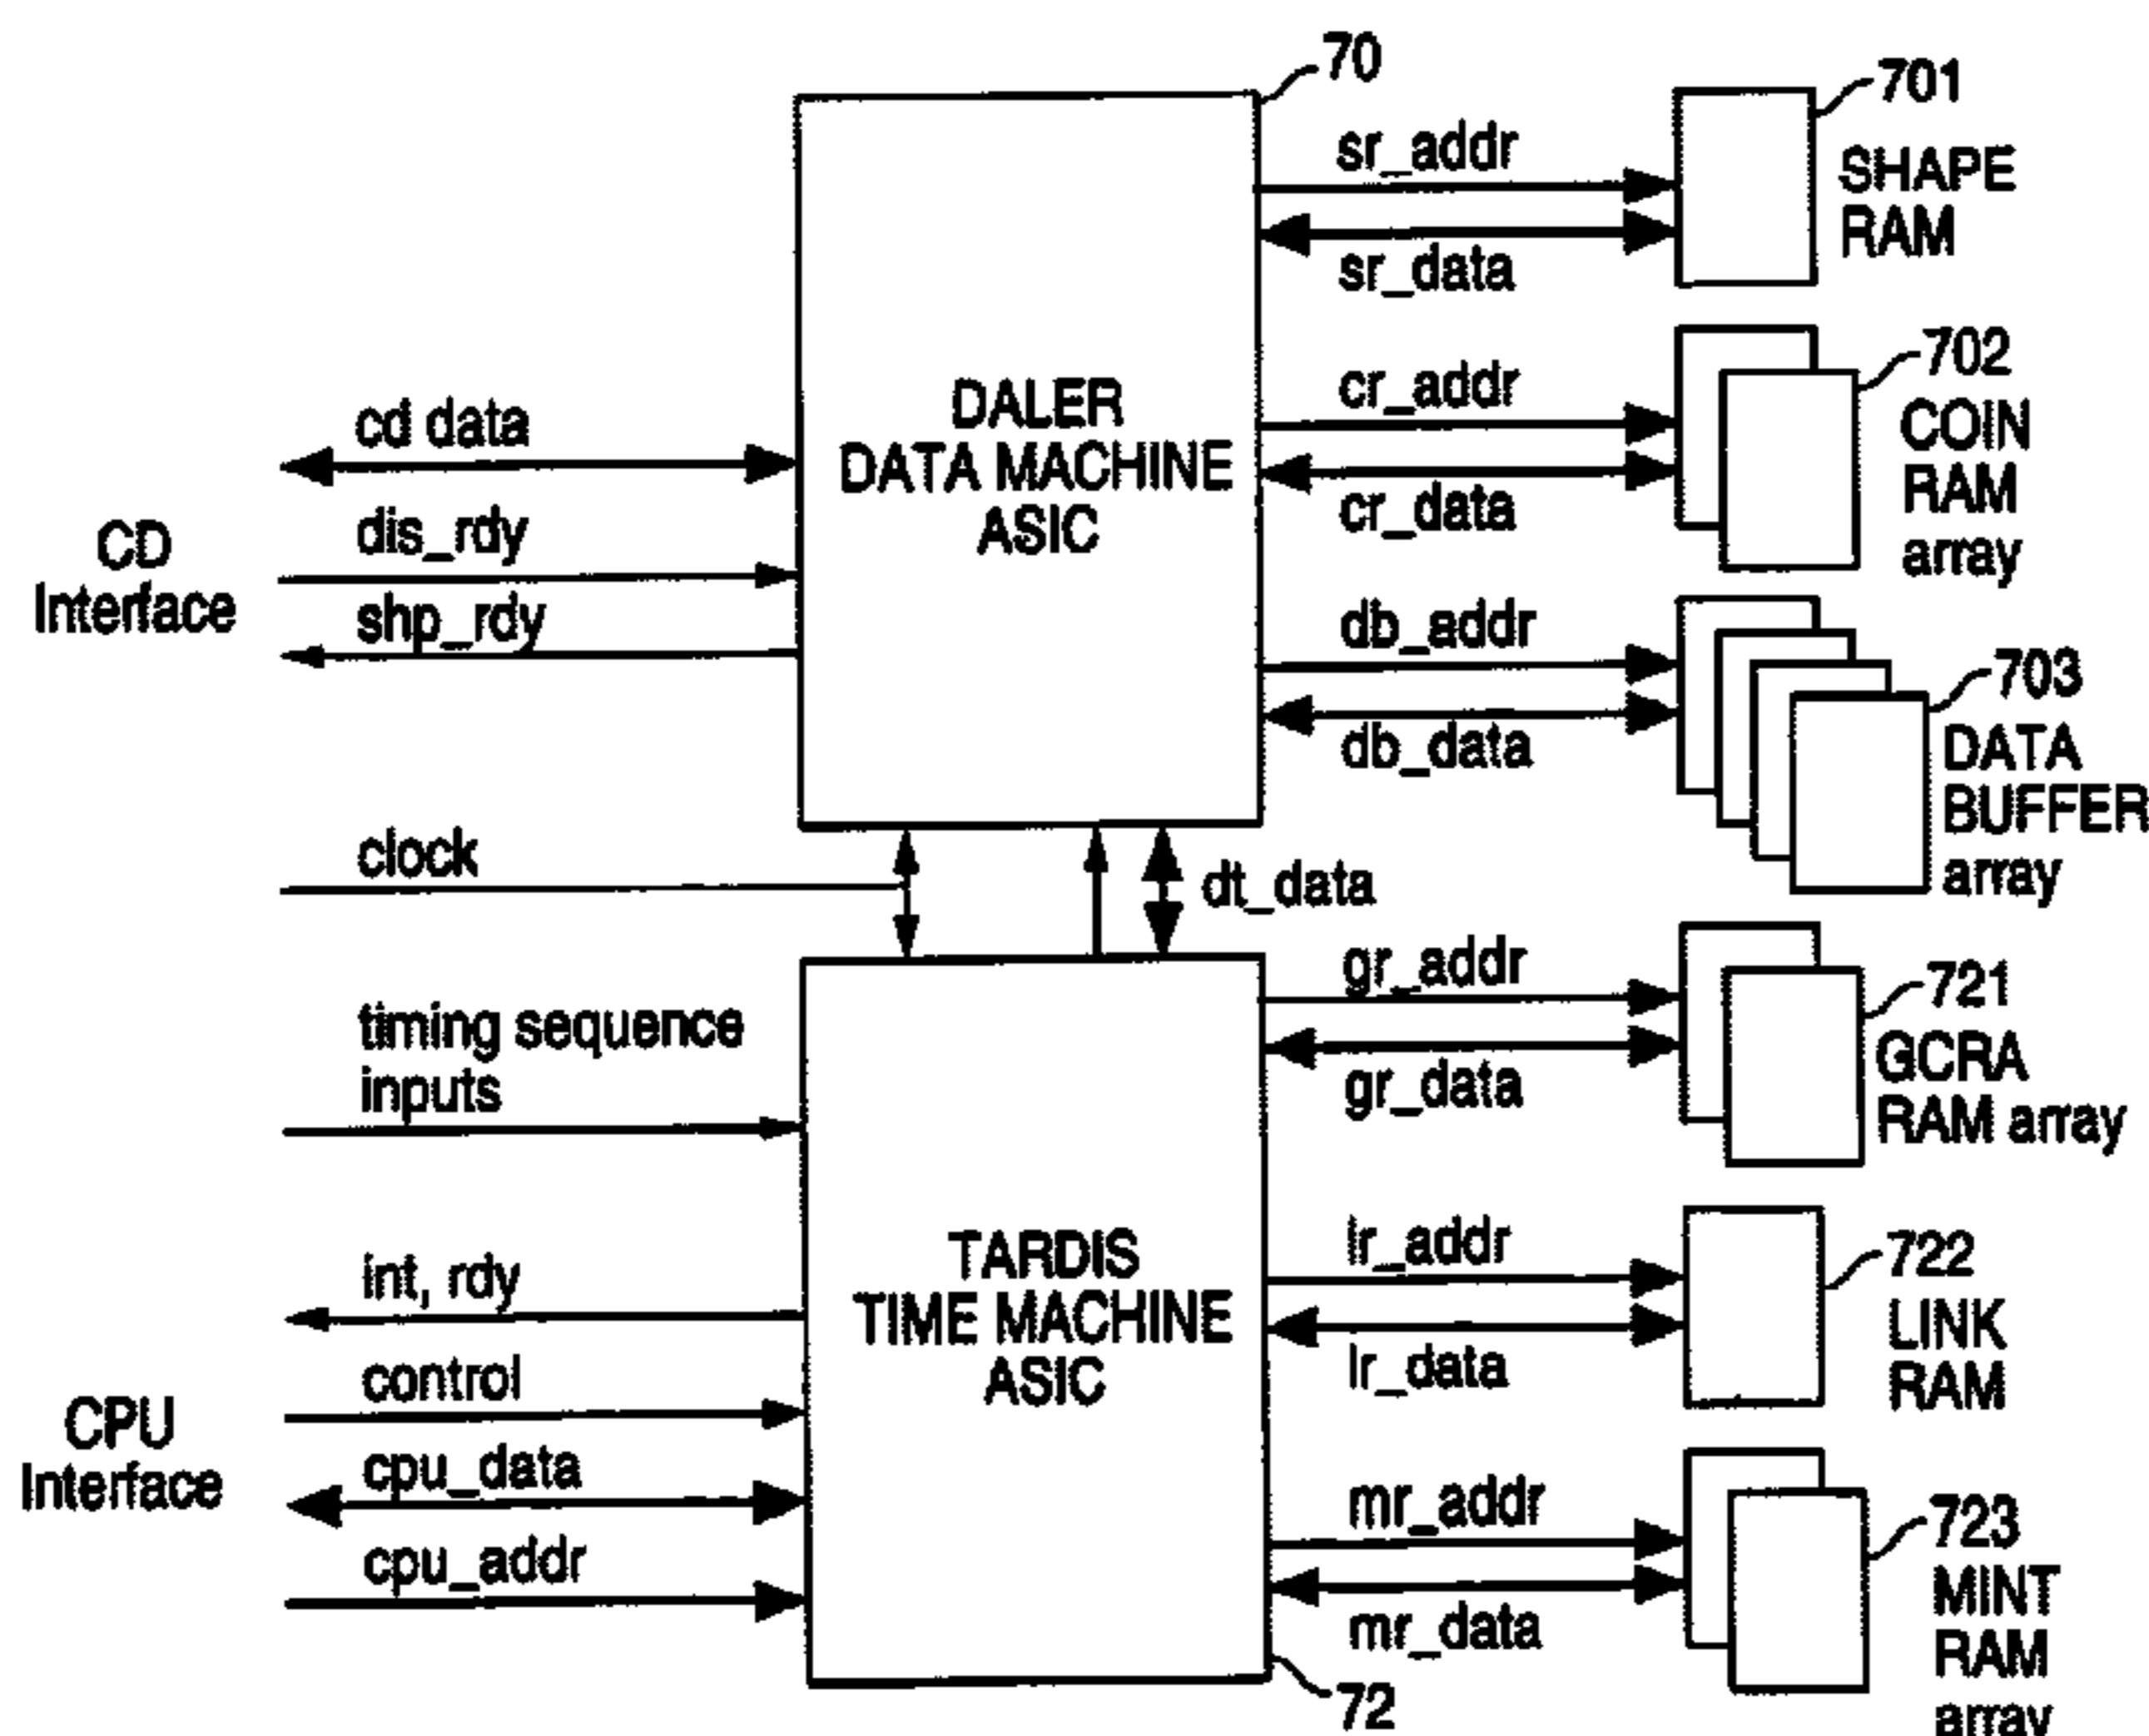 70
701
sr_addr
SHAPE
RAM
sr_data
702
cr_addr
COIN
RAM
array
cr_data
DALER
DATA MACHINE
ASIC
cd data
dis_rdy
CD
Interface
shp_rdy
db_addr
703
DATA
BUFFER
array
db_data
clock
dt_data
gr_addr
721
GCRA
RAM array
gr_data
timing sequence
inputs
lr_addr
722
LINK
RAM
lr_data
TARDIS
TIME MACHINE
ASIC
int, rdy
control
CPU
Interface
cpu_data
cpu_addr
mr_addr
723
MINT
RAM
array
mr_data
72